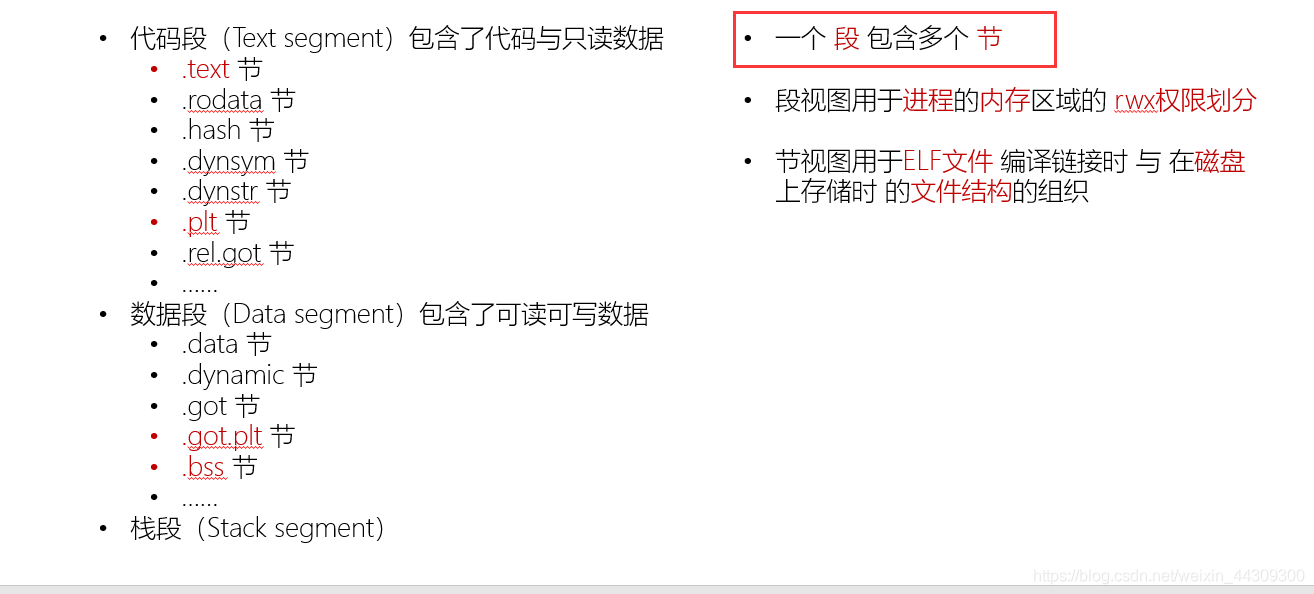 代码段（Text segment）包含了代码与只读数据
.text 节
.rodata 节
.hash 节
.dynsym 节
.dynstr 节
.plt 节
.rel.got 节
……
数据段（Data segment）包含了可读可写数据
.data 节
.dynamic 节
.got 节
.got.plt 节
.bss 节
……
栈段（Stack segment）
一个 段 包含多个 节
段视图用于进程的内存区域的 rwx权限划分
节视图用于ELF文件 编译链接时 与 在磁盘
上存储时 的文件结构的组织
https://blog.csdn.net/weixin_44309300